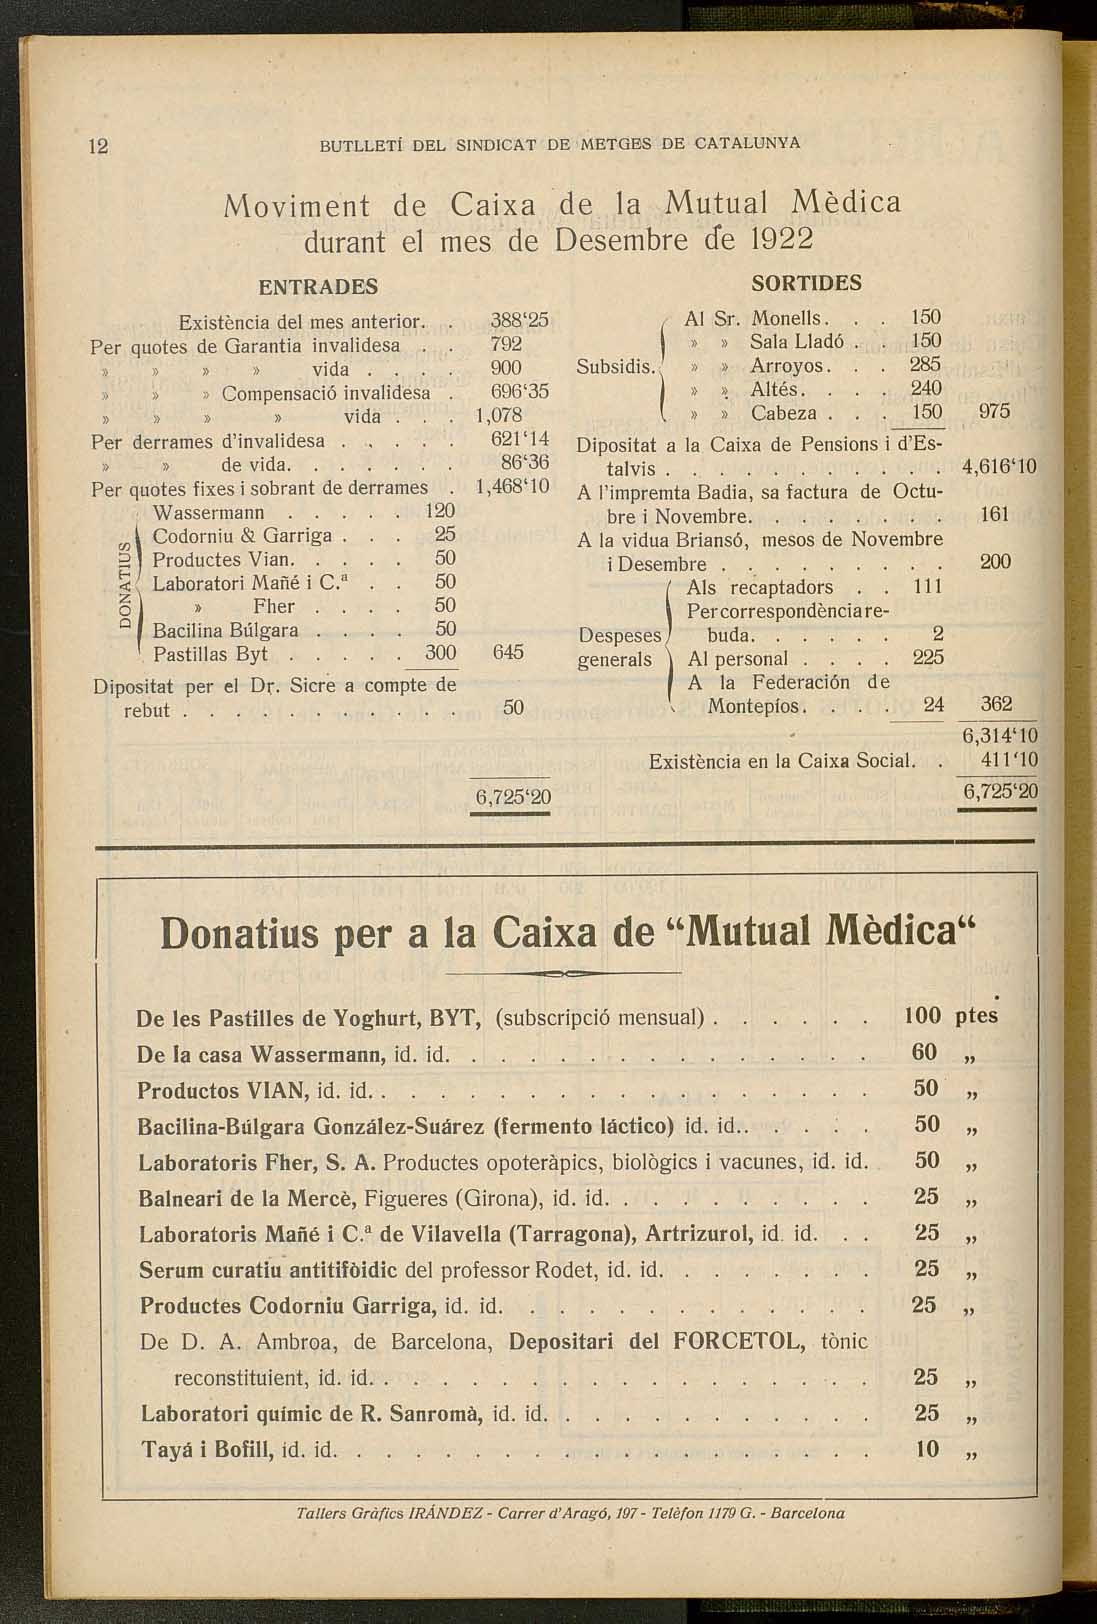 12
BUTLLETÍ DEL SINDICAT DE METGES DE CATALUNYA
Moviment de Caixa de la Mutual Mèdica
durant el mes de Desembre de 1922
ENTRADES
Existència del mes anterior. . 388‘25
Per quotes de Garantia invalidesa . . 792
» » » » vida . . . . 900
» » » Compensació invalidesa . 696‘35
» » » » vida . . . 1,078
Per derrames d’invalidesa . . . . . 621‘14
» » de vida. . . . . . . 86‘36
Per quotes fixes i sobrant de derrames . 1,468‘10
DONATIUS
Wassermann . . . . . 120
Codorniu & Garriga . . . 25
Productes Vian. . . . . 50
Laboratori Mañé i C.ª . . 50
» Fher . . . . 50
Bacilina Búlgara . . . . 50
Pastillas Byt . . . . . 300 645
Dipositat per el Dr. Sicre a compte de
rebut . . . . . . . . . . . 50
6,725‘20
SORTIDES
Al Sr. Monells. . . 150
» » Sala Lladó . . 150
Subsidis. » » Arroyos. . . 285
» » Altés. . . . 240
» » Cabeza . . . 150 975
Dipositat a la Caixa de Pensions i d’Es-
talvis . . . . . . . . . . . 4,616‘10
A l’impremta Badia, sa factura de Octu-
bre i Novembre. . . . . . . . 161
A la vidua Briansó, mesos de Novembre
i Desembre . . . . . . . . . 200
Als recaptadors . . 111
Per correspondència re-
Despeses buda. . . . . . 2
generals Al personal . . . . 225
A la Federación de
Montepíos. . . . 24 362
6,314‘10
Existència en la Caixa Social. . 411‘10
6,725‘20
Donatius per a la Caixa de “Mutual Mèdica“
De les Pastilles de Yoghurt, BYT, (subscripció mensual) . . . . . . 100 ptes
De la casa Wassermann, id. id. . . . . . . . . . . . . . . 60 „
Productos VIAN, id. id. . . . . . . . . . . . . . . . . . 50 „
Bacilina-Búlgara González-Suárez (fermento láctico) id. id.. . . . . . 50 „
Laboratoris Fher, S. A. Productes opoteràpics, biològics i vacunes, id. id. . 50 „
Balneari de la Mercè, Figueres (Girona), id. id. . . . . . . . . . 25 „
Laboratoris Mañé i C.ª de Vilavella (Tarragona), Artrizurol, id. id. . . 25 „
Serum curatiu antitifòidic del professor Rodet, id. id. . . . . . . . 25 „
Productes Codorniu Garriga, id. id. . . . . . . . . . . . . . 25 „
De D. A. Ambroa, de Barcelona, Depositari del FORCETOL, tònic
reconstituient, id. id. . . . . . . . . . . . . . . . . . 25 „
Laboratori químic de R. Sanromà, id. id. . . . . . . . . . . . 25 „
Tayá i Bofill, id. id. . . . . . . . . . . . . . . . . . . 10 „
Tallers Gràfics IRÁNDEZ - Carrer d’Aragó, 197 - Telèfon 1179 G. - Barcelona